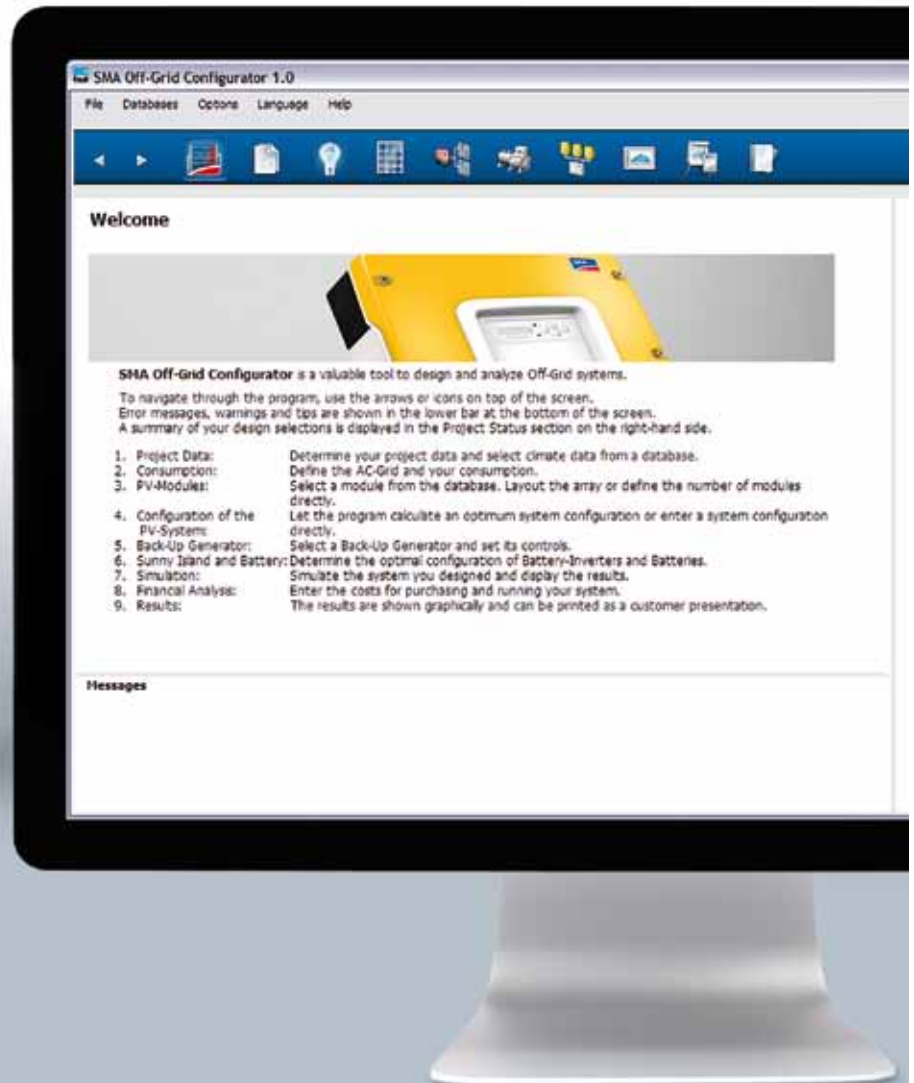 SMA Off-Grid Configurator 1.0
File Databases Options Language Help
Welcome
SMA Off-Grid Configurator is a valuable tool to design and analyze Off-Grid systems.
To navigate through the program, use the arrows or icons on top of the screen.
Error messages, warnings and tips are shown in the lower bar at the bottom of the screen.
A summary of your design selections is displayed in the Project Status section on the right-hand side.
1. Project Data: Determine your project data and select climate data from a database.
2. Consumption: Define the AC-Grid and your consumption.
3. PV-Modules: Select a module from the database. Layout the array or define the number of modules
directly.
4. Configuration of the Let the program calculate an optimum system configuration or enter a system configuration
PV-System: directly.
5. Back-Up Generator: Select a Back-Up Generator and set its controls.
6. Sunny Island and Battery: Determine the optimal configuration of Battery-Inverters and Batteries.
7. Simulation: Simulate the system you designed and display the results.
8. Financial Analysis: Enter the costs for purchasing and running your system.
9. Results: The results are shown graphically and can be printed as a customer presentation.
Messages